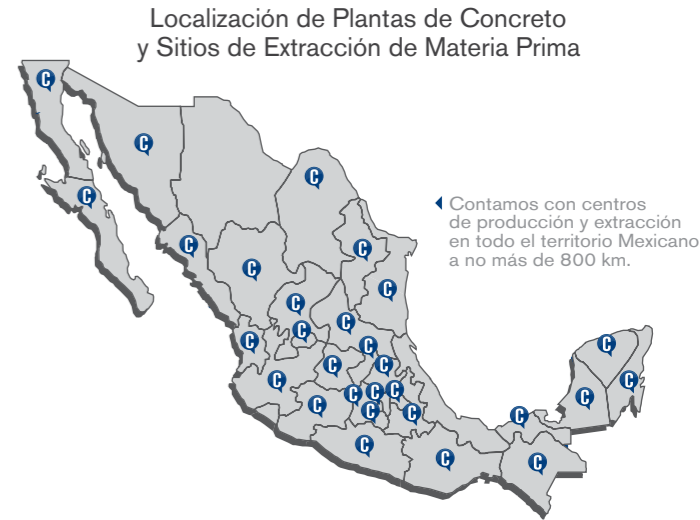 Localización de Plantas de Concreto
y Sitios de Extracción de Materia Prima
Contamos con centros
de producción y extracción
en todo el territorio Mexicano
a no más de 800 km.